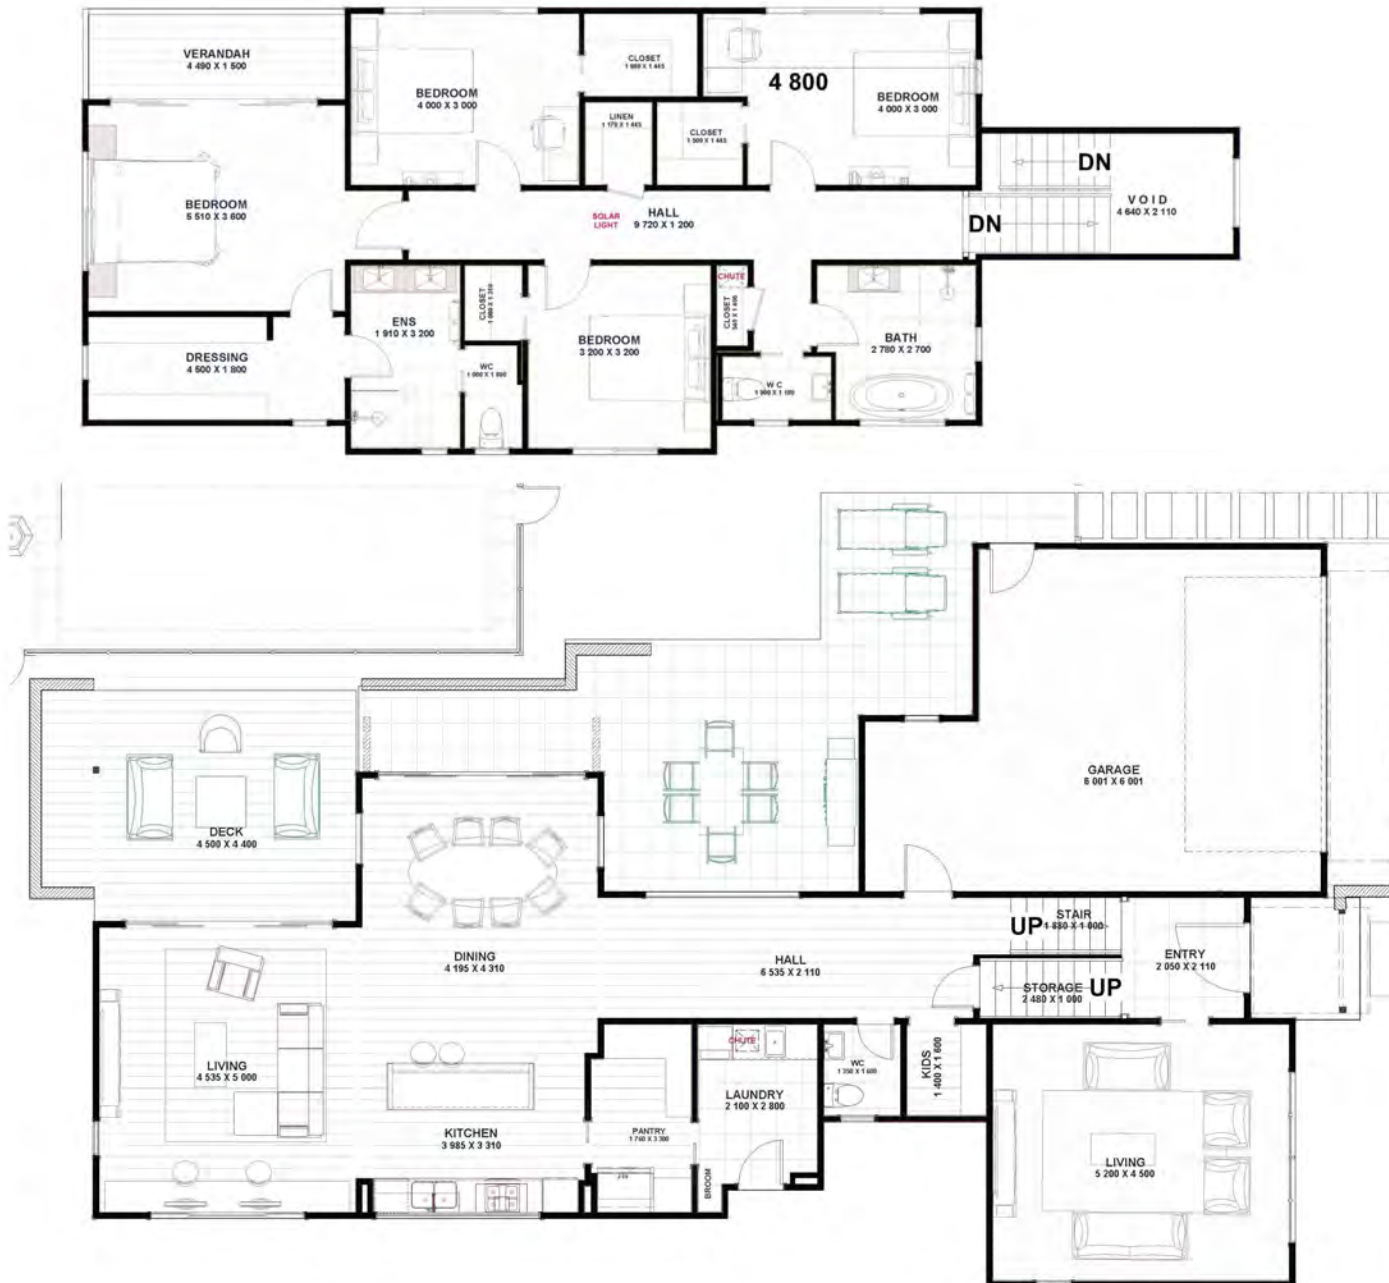 VERANDAH
4 490 X 1 500
BEDROOM
4 000 X 3 000
CLOSET
4 800
BEDROOM
4 000 X 3 000
LINEN
1 170 X 1 445
CLOSET
DN
VOID
4 640 X 2 110
BEDROOM
5 510 X 3 600
SOLAR
LIGHT
HALL
9 720 X 1 200
DN
ENS
1 910 X 3 200
CLOSET
BEDROOM
3 200 X 3 200
CHUTE
CLOSET
BATH
2 780 X 2 700
DRESSING
4 500 X 1 800
WC
WC
GARAGE
6 001 X 6 001
DECK
4 500 X 4 400
DINING
4 195 X 4 310
HALL
6 535 X 2 110
UP
STAIR
1 880 X 1 000
ENTRY
2 050 X 2 110
STORAGE
2 480 X 1 000
UP
LIVING
4 535 X 5 000
CHUTE
WC
KIDS
1 400 X 1 600
LAUNDRY
2 100 X 2 800
KITCHEN
3 985 X 3 310
PANTRY
BROOM
LIVING
5 200 X 4 500